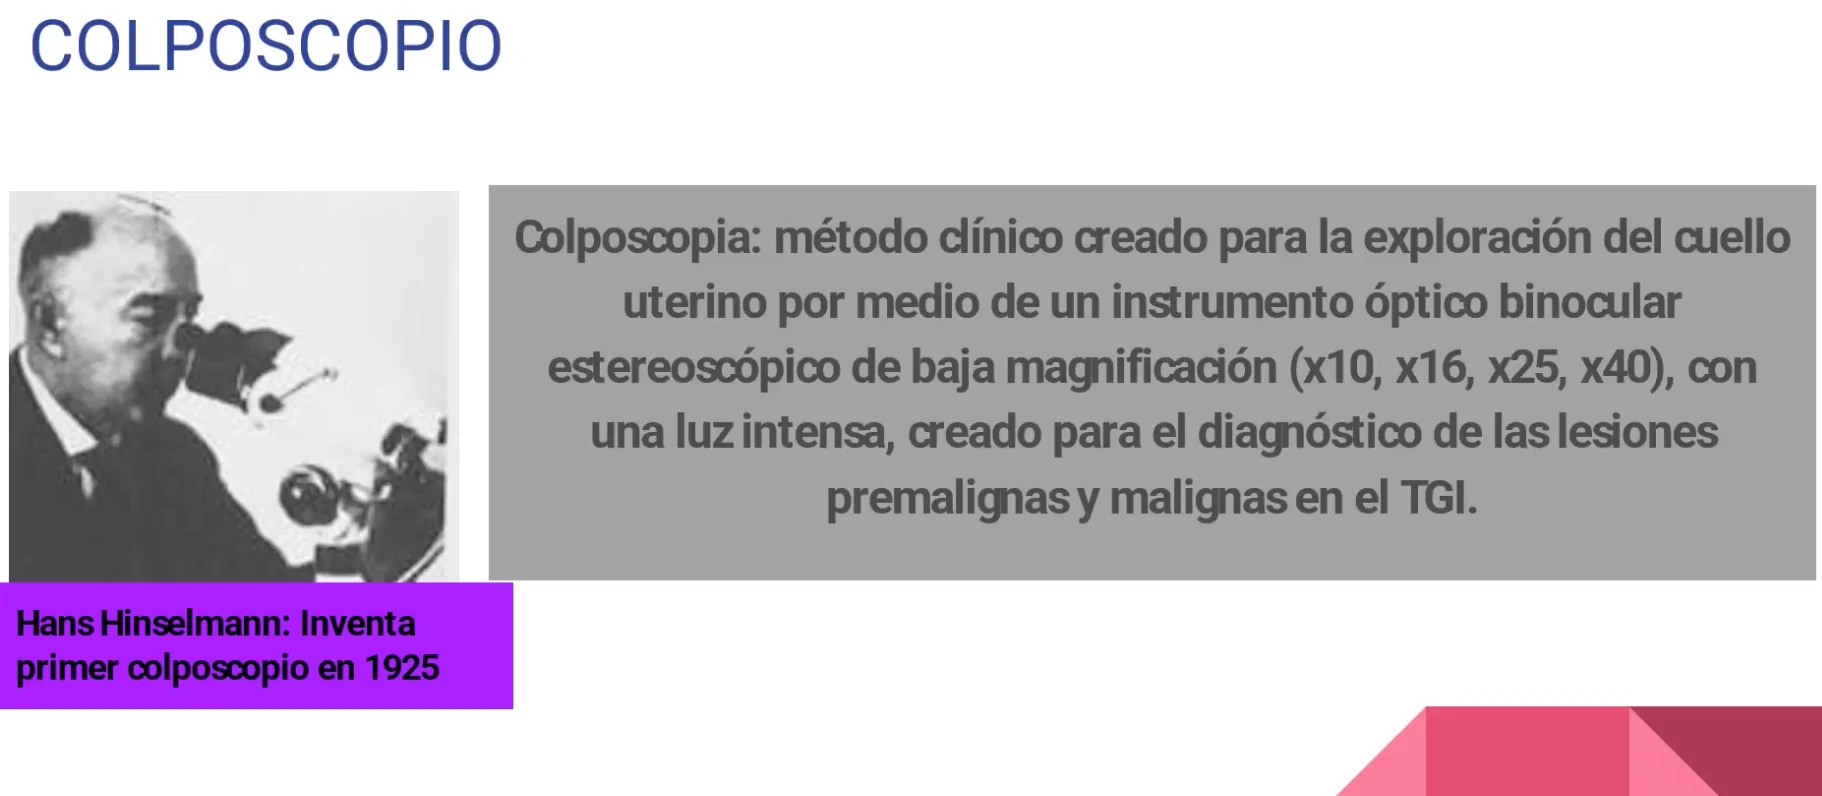 COLPOSCOPIO
Colposcopia: método clínico creado para la exploración del cuello
uterino por medio de un instrumento óptico binocular
estereoscópico de baja magnificación (x10, x16, x25, x40), con
una luz intensa, creado para el diagnóstico de las lesiones
premalignas y malignas en el TGI.
Hans Hinselmann: Inventa
primer colposcopio en 1925